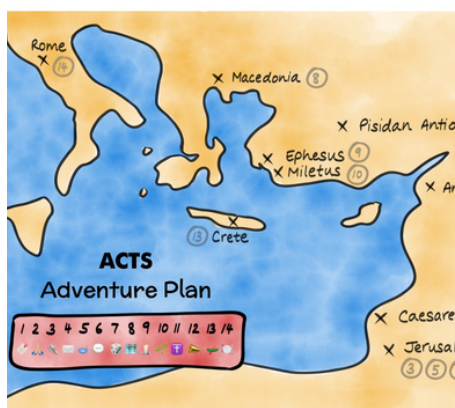 Rome
14
Macedonia 8
Pisidan Antio
Ephesus 9
Miletus 10
An
13 Crete
ACTS
Adventure Plan
Caesare
Jerusal
3 5
1 2 3 4 5 6 7 8 9 10 11 12 13 14